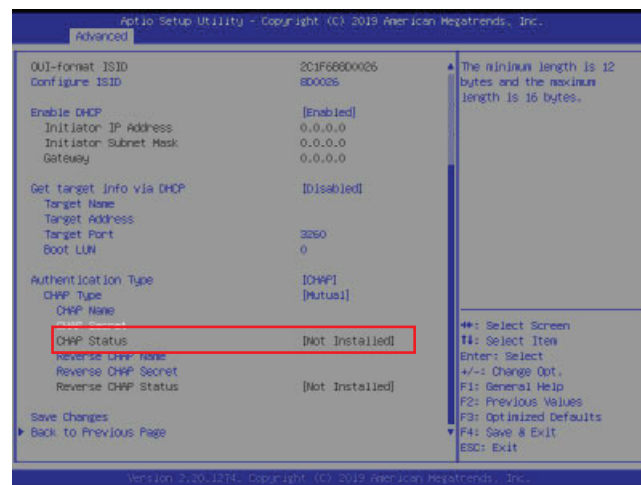 Aptio Setup Utility - Copyright (C) 2019 American Megatrends, Inc.
Advanced
OUI-format ISID 2C1F6B8D0026
Configure ISID 8D0026
Enable DHCP [Enabled]
Initiator IP Address 0.0.0.0
Initiator Subnet Mask 0.0.0.0
Gateway 0.0.0.0
Get target info via DHCP [Disabled]
Target Name
Target Address
Target Port 3260
Boot LUN 0
Authentication Type [CHAP]
CHAP Type [Mutual]
CHAP Name
CHAP Secret
CHAP Status [Not Installed]
Reverse CHAP Name
Reverse CHAP Secret
Reverse CHAP Status [Not Installed]
Save Changes
Back to Previous Page
The minimum length is 12
bytes and the maximum
length is 16 bytes.
→←: Select Screen
↑↓: Select Item
Enter: Select
+/-: Change Opt.
F1: General Help
F2: Previous Values
F3: Optimized Defaults
F4: Save & Exit
ESC: Exit
Version 2.20.1274. Copyright (C) 2019 American Megatrends, Inc.